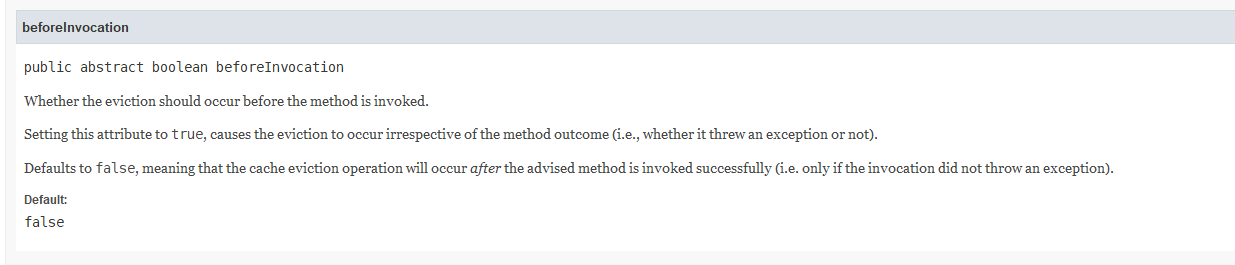 beforeInvocation
public abstract boolean beforeInvocation
Whether the eviction should occur before the method is invoked.
Setting this attribute to true, causes the eviction to occur irrespective of the method outcome (i.e., whether it threw an exception or not).
Defaults to false, meaning that the cache eviction operation will occur after the advised method is invoked successfully (i.e. only if the invocation did not throw an exception).
Default:
false